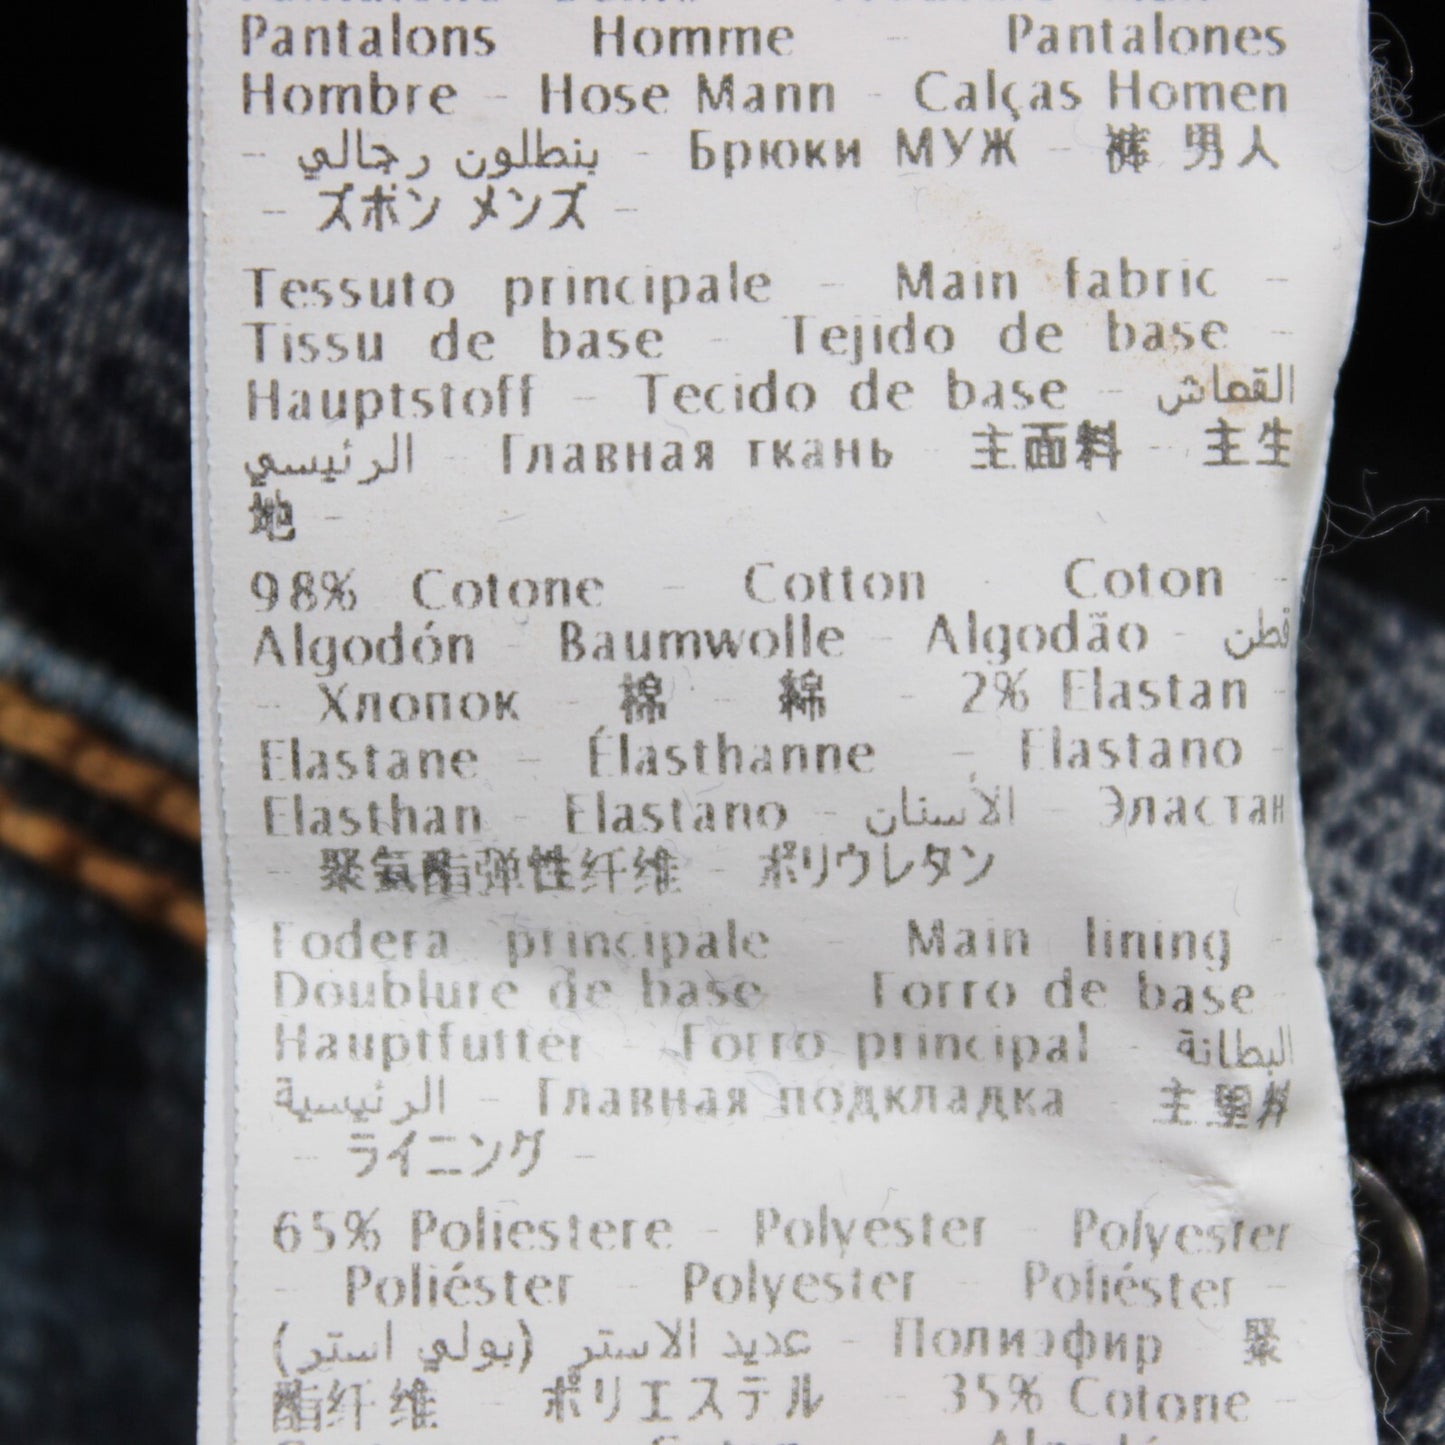 Pantalons Homme - Pantalones
Hombre - Hose Mann - Calças Homen
- بنطلون رجالي - Брюки МУЖ - 裤 男人
- ズボン メンズ -
Tessuto principale - Main fabric -
Tissu de base - Tejido de base -
Hauptstoff - Tecido de base - القماش
الرئيسي - Главная ткань - 主面料 - 主生
地 -
98% Cotone - Cotton - Coton -
Algodón - Baumwolle - Algodão - قطن
- Хлопок - 棉 - 綿 - 2% Elastan -
Elastane - Élasthanne - Elastano -
Elasthan - Elastano - الاستان - Эластан
- 聚氨酯弹性纤维 - ポリウレタン
Fodera principale - Main lining -
Doublure de base - Forro de base -
Hauptfutter - Forro principal - البطانة
الرئيسية - Главная подкладка - 主里料
- ライニング -
65% Poliestere - Polyester - Polyester
- Poliéster - Polyester - Poliéster -
عديد الاستر (بولي استر) - Полиэфир - 聚
酯纤维 - ポリエステル - 35% Cotone -